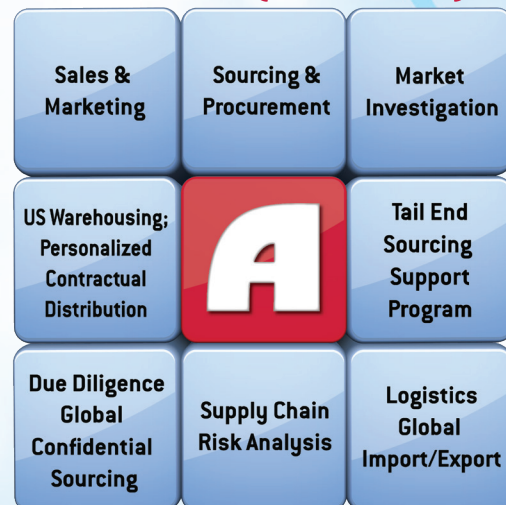 Sales &
Marketing
Sourcing &
Procurement
Market
Investigation
US Warehousing;
Personalized
Contractual
Distribution
A
Tail End
Sourcing
Support
Program
Due Diligence
Global
Confidential
Sourcing
Supply Chain
Risk Analysis
Logistics
Global
Import/Export